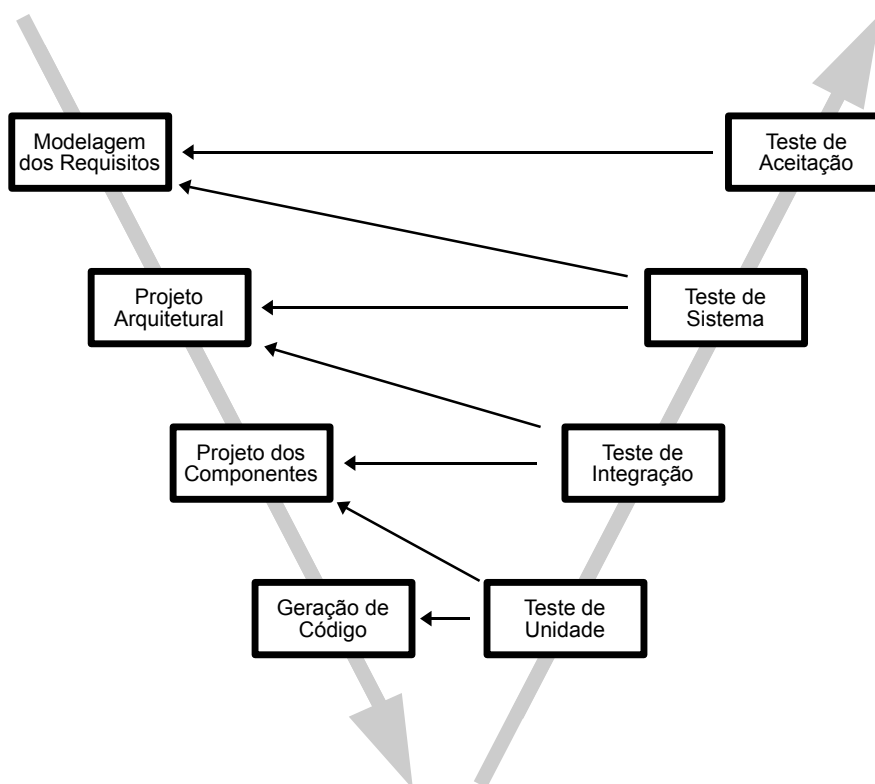 Modelagem
dos Requisitos
Teste de
Aceitação
Projeto
Arquitetural
Teste de
Sistema
Projeto dos
Componentes
Teste de
Integração
Geração de
Código
Teste de
Unidade